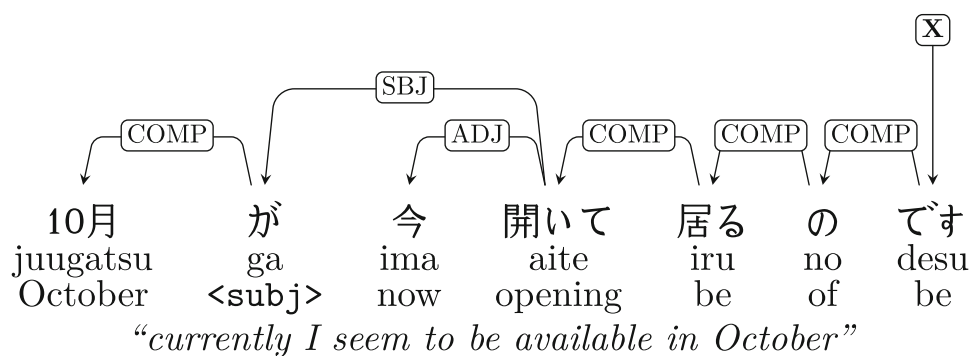 X
SBJ
COMP ADJ COMP COMP COMP
10月 が 今 開いて 居る の です
juugatsu ga ima aite iru no desu
October <subj> now opening be of be
“currently I seem to be available in October”